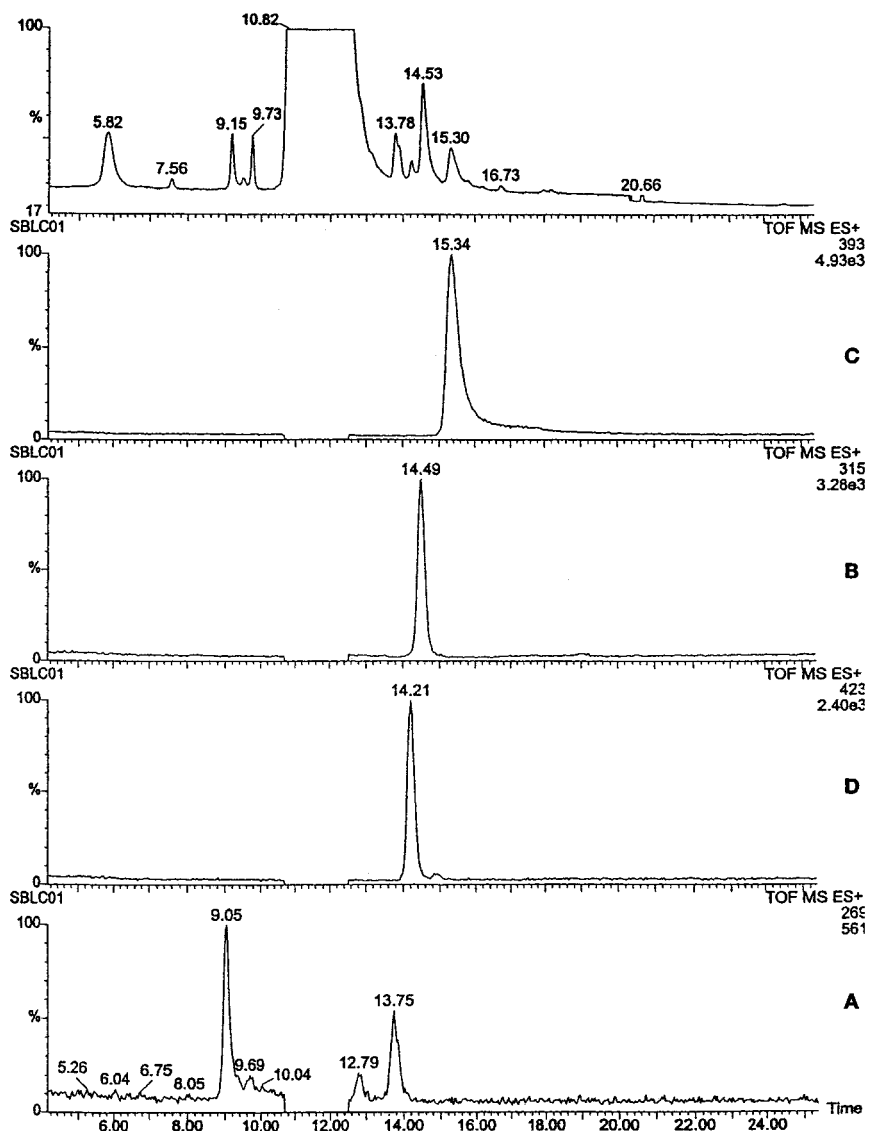 100
10.82
14.53
%
5.82
9.15
9.73
13.78
15.30
7.56
16.73
20.66
17
SBLC01
TOF MS ES+
393
4.93e3
100
15.34
%
C
0
SBLC01
TOF MS ES+
315
3.28e3
100
14.49
%
B
0
SBLC01
TOF MS ES+
423
2.40e3
100
14.21
%
D
0
SBLC01
TOF MS ES+
269
561
100
9.05
%
A
13.75
12.79
5.26
6.04
6.75
8.05
9.69
10.04
0
Time
6.00 8.00 10.00 12.00 14.00 16.00 18.00 20.00 22.00 24.00